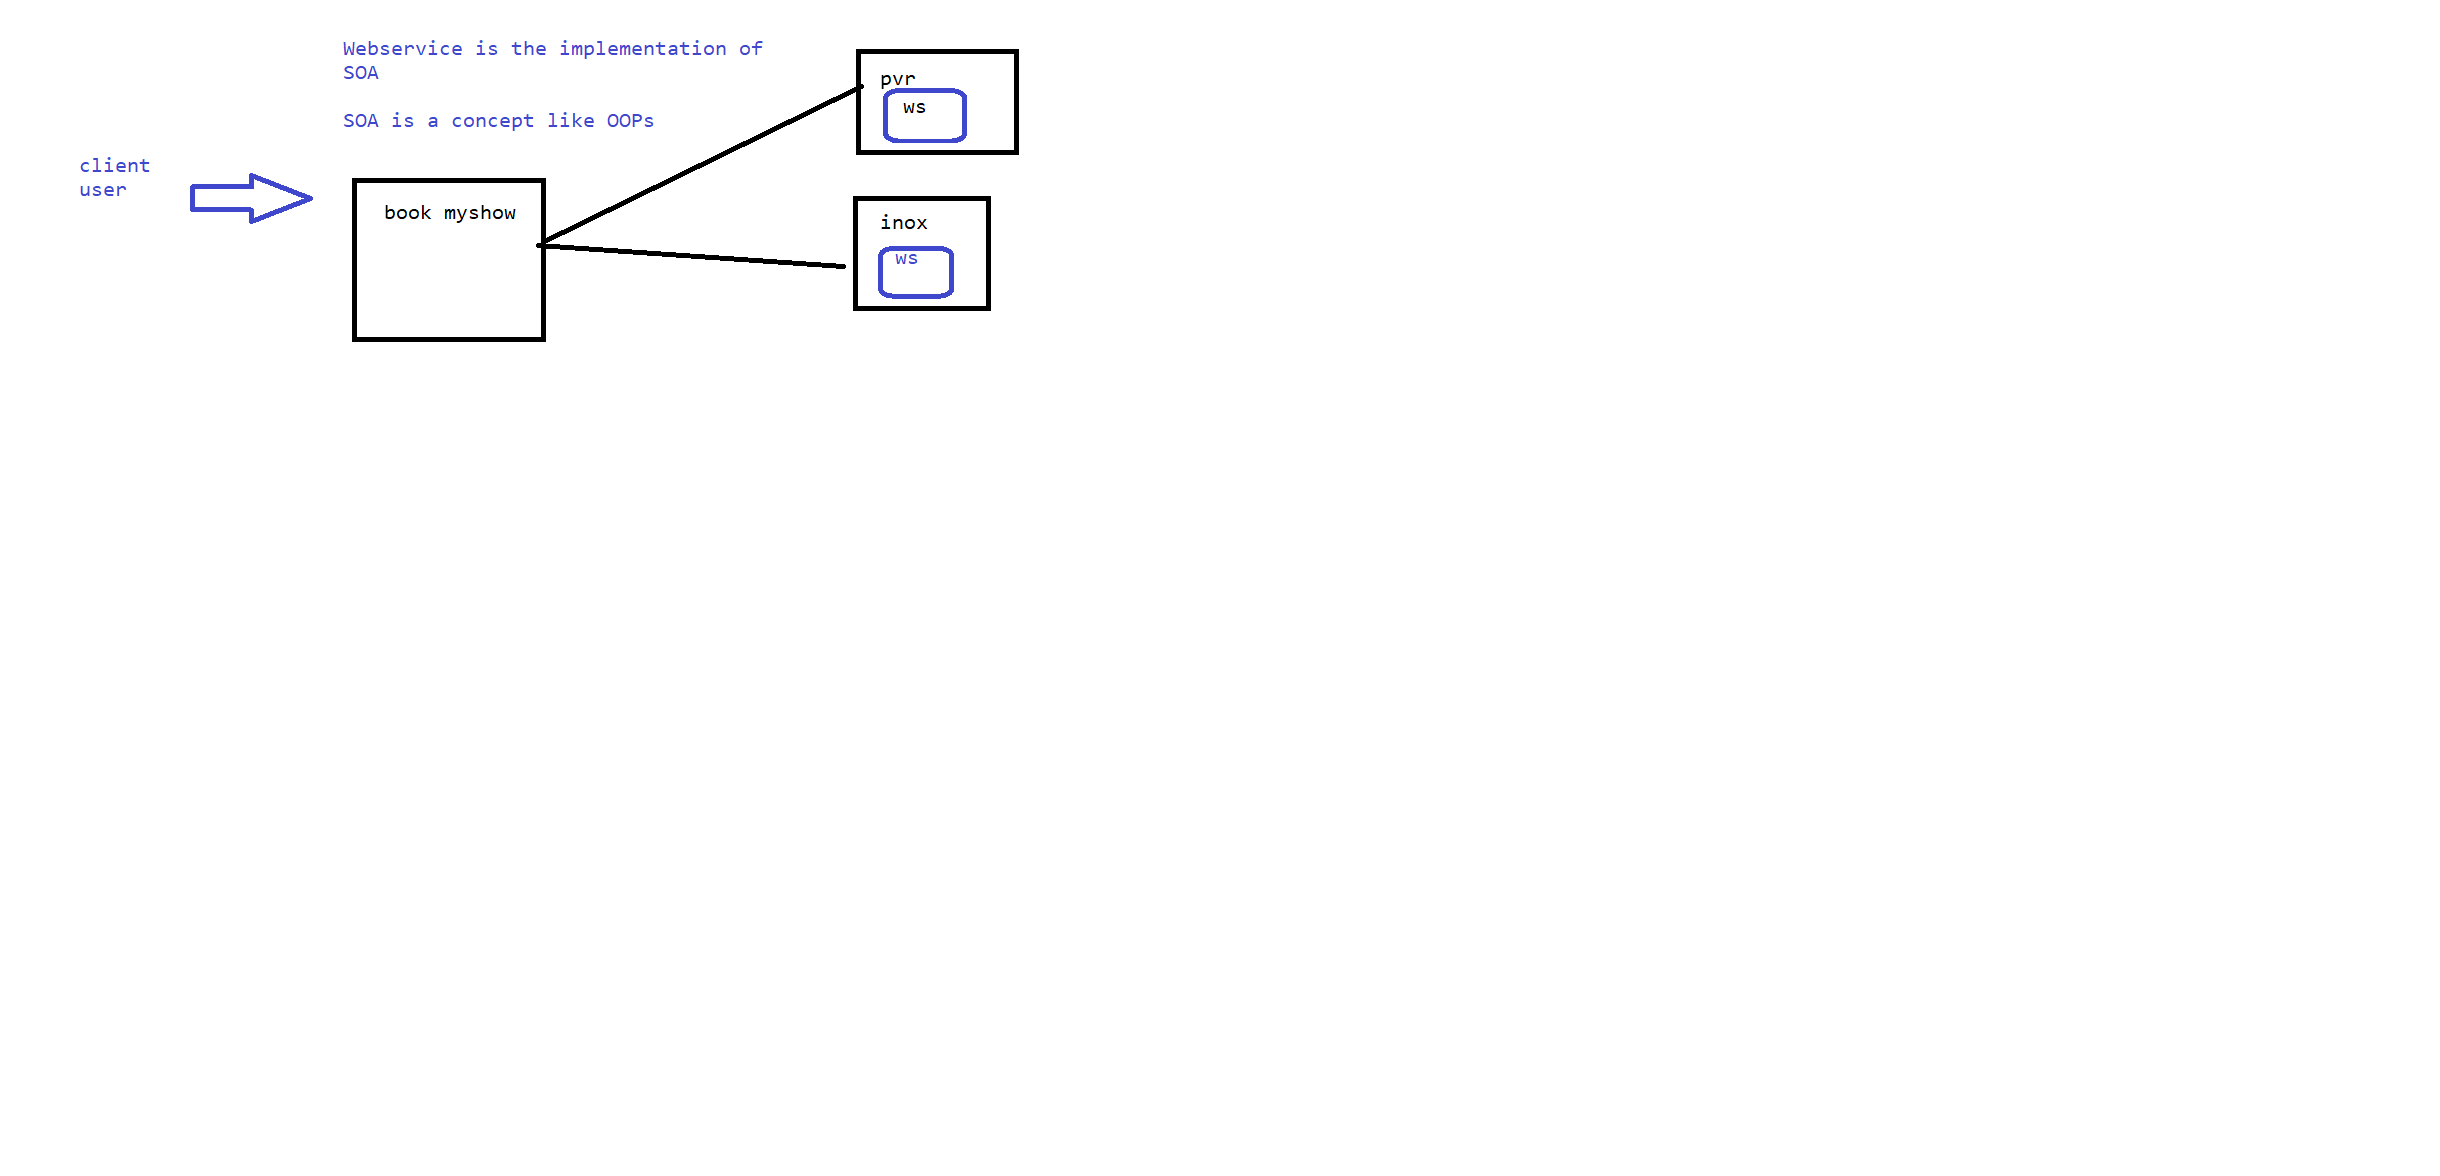 Webservice is the implementation of
SOA
SOA is a concept like OOPs
client
user
book myshow
pvr
ws
inox
ws